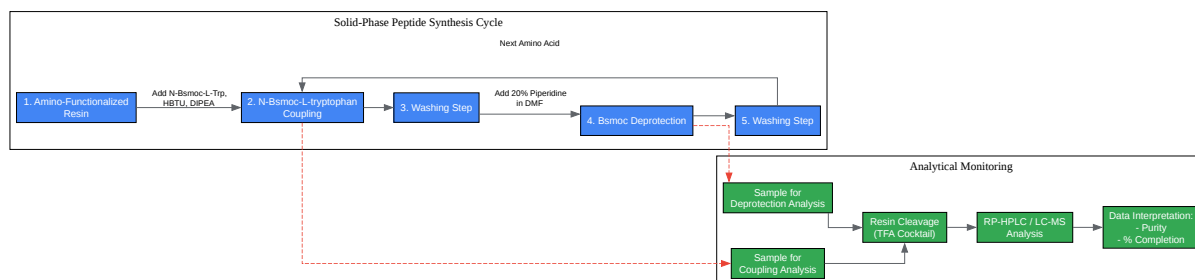 Solid-Phase Peptide Synthesis Cycle
Next Amino Acid
1. Amino-Functionalized
Resin
Add N-Bsmoc-L-Trp,
HBTU, DIPEA
2. N-Bsmoc-L-tryptophan
Coupling
3. Washing Step
Add 20% Piperidine
in DMF
4. Bsmoc Deprotection
5. Washing Step
Analytical Monitoring
Sample for
Deprotection Analysis
Resin Cleavage
(TFA Cocktail)
RP-HPLC / LC-MS
Analysis
Data Interpretation:
- Purity
- % Completion
Sample for
Coupling Analysis